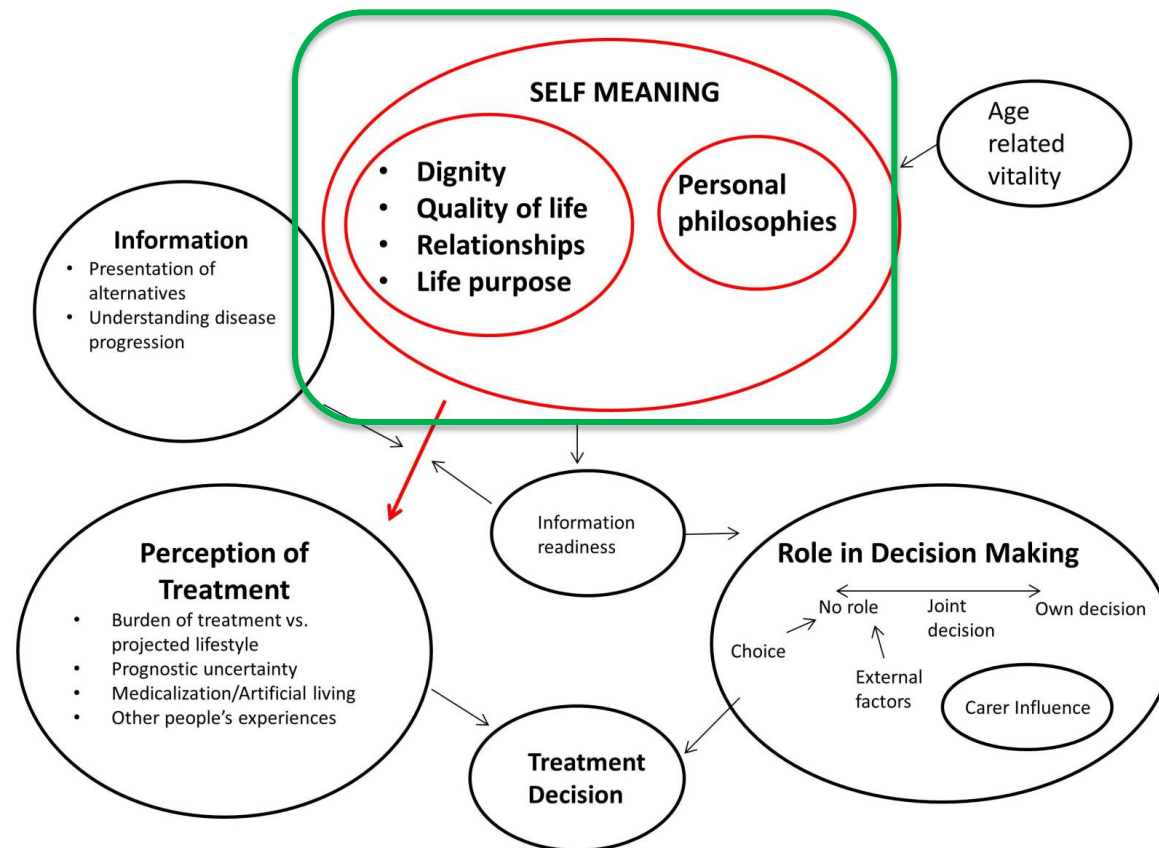 SELF MEANING
• Dignity
• Quality of life
• Relationships
• Life purpose
Personal
philosophies
Age
related
vitality
Information
• Presentation of
alternatives
• Understanding disease
progression
Information
readiness
Perception of
Treatment
• Burden of treatment vs.
projected lifestyle
• Prognostic uncertainty
• Medicalization/Artificial living
• Other people's experiences
Role in Decision Making
No role
Joint
decision
Own decision
Choice
External
factors
Carer Influence
Treatment
Decision